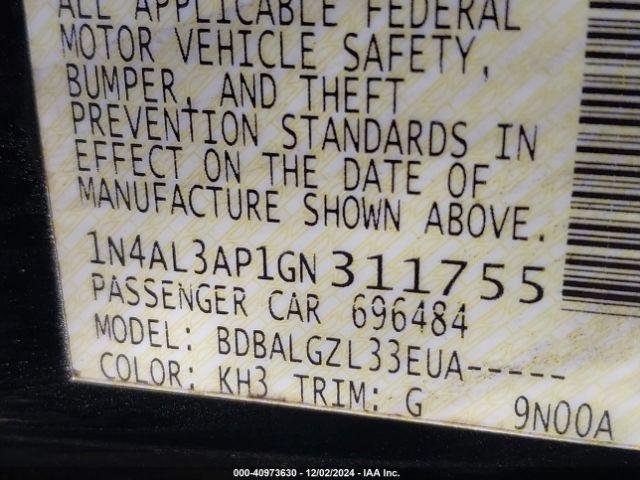 ALL APPLICABLE FEDERAL
MOTOR VEHICLE SAFETY,
BUMPER, AND THEFT
PREVENTION STANDARDS IN
EFFECT ON THE DATE OF
MANUFACTURE SHOWN ABOVE.
1N4AL3AP1GN311755
PASSENGER CAR 696484
MODEL: BDBALGZL33EUA-----
COLOR: KH3 TRIM: G 9N00A
000-40973630 - 12/02/2024 - IAA Inc.